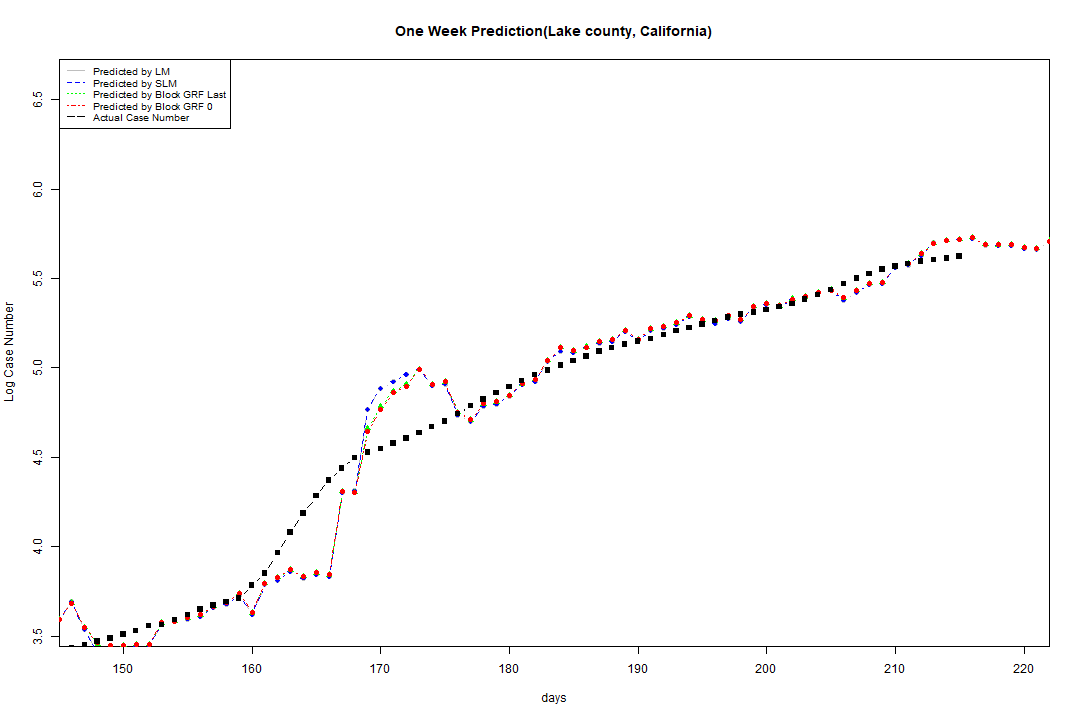 One Week Prediction(Lake county, California)
Predicted by LM
Predicted by SLM
Predicted by Block GRF Last
Predicted by Block GRF 0
Actual Case Number
6.5
6.0
5.5
5.0
4.5
4.0
3.5
Log Case Number
150 160 170 180 190 200 210 220
days